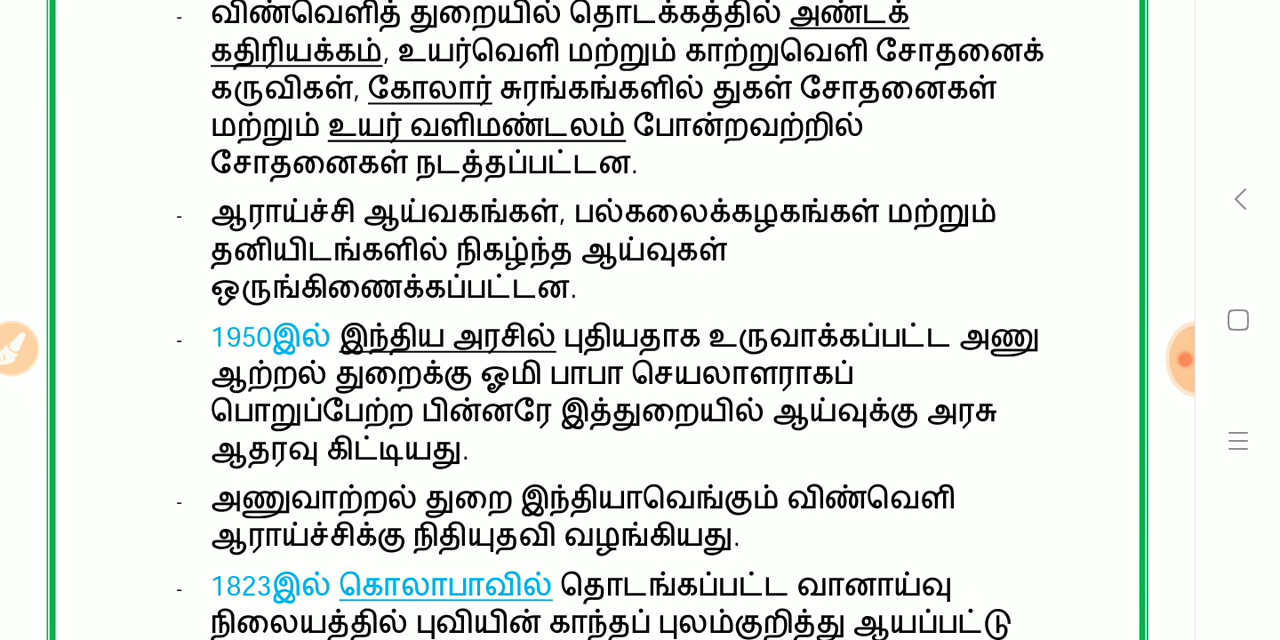 - விண்வெளித் துறையில் தொடக்கத்தில் அண்டக்
கதிரியக்கம், உயர்வெளி மற்றும் காற்றுவெளி சோதனைக்
கருவிகள், கோலார் சுரங்கங்களில் துகள் சோதனைகள்
மற்றும் உயர் வளிமண்டலம் போன்றவற்றில்
சோதனைகள் நடத்தப்பட்டன.
- ஆராய்ச்சி ஆய்வகங்கள், பல்கலைக்கழகங்கள் மற்றும்
தனியிடங்களில் நிகழ்ந்த ஆய்வுகள்
ஒருங்கிணைக்கப்பட்டன.
- 1950இல் இந்திய அரசில் புதியதாக உருவாக்கப்பட்ட அணு
ஆற்றல் துறைக்கு ஓமி பாபா செயலாளராகப்
பொறுப்பேற்ற பின்னரே இத்துறையில் ஆய்வுக்கு அரசு
ஆதரவு கிட்டியது.
- அணுவாற்றல் துறை இந்தியாவெங்கும் விண்வெளி
ஆராய்ச்சிக்கு நிதியுதவி வழங்கியது.
- 1823இல் கொலாபாவில் தொடங்கப்பட்ட வானாய்வு
நிலையத்தில் புவியின் காந்தப் புலம்குறித்து ஆயப்பட்டு